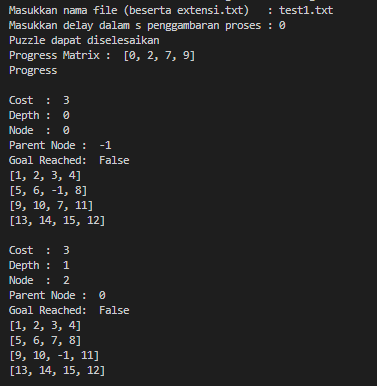 Masukkan nama file (beserta extensi.txt)   : test1.txt
Masukkan delay dalam s penggambaran proses : 0
Puzzle dapat diselesaikan
Progress Matrix :  [0, 2, 7, 9]
Progress
Cost  :  3
Depth :  0
Node  :  0
Parent Node :  -1
Goal Reached:  False
[1, 2, 3, 4]
[5, 6, -1, 8]
[9, 10, 7, 11]
[13, 14, 15, 12]
Cost  :  3
Depth :  1
Node  :  2
Parent Node :  0
Goal Reached:  False
[1, 2, 3, 4]
[5, 6, 7, 8]
[9, 10, -1, 11]
[13, 14, 15, 12]